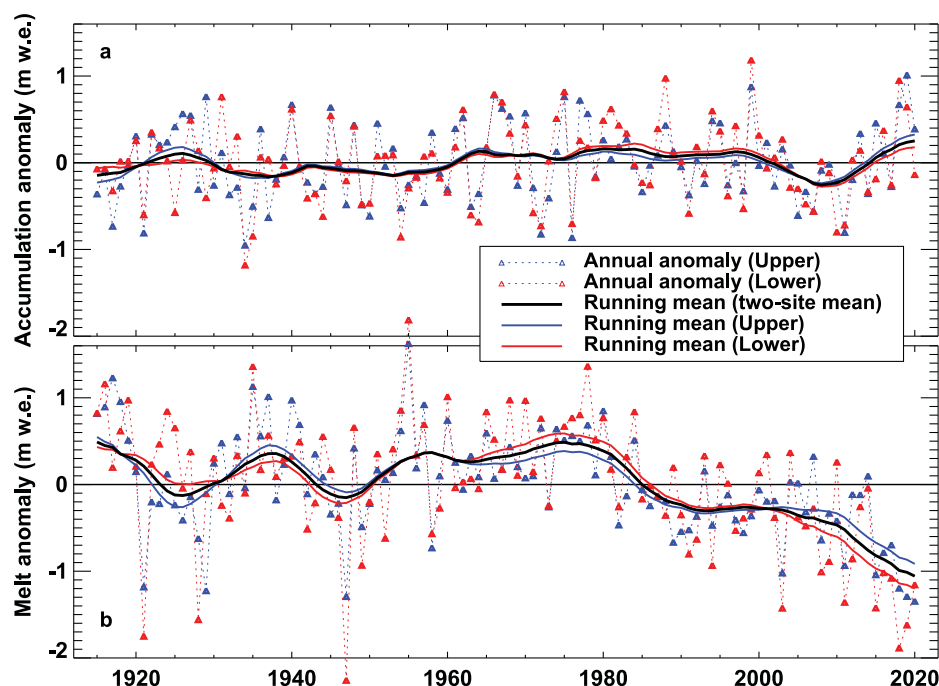 a
Accumulation anomaly (m w.e.)
1
0
-1
-2
Annual anomaly (Upper)
Annual anomaly (Lower)
Running mean (two-site mean)
Running mean (Upper)
Running mean (Lower)
Melt anomaly (m w.e.)
1
0
-1
-2
b
1920 1940 1960 1980 2000 2020